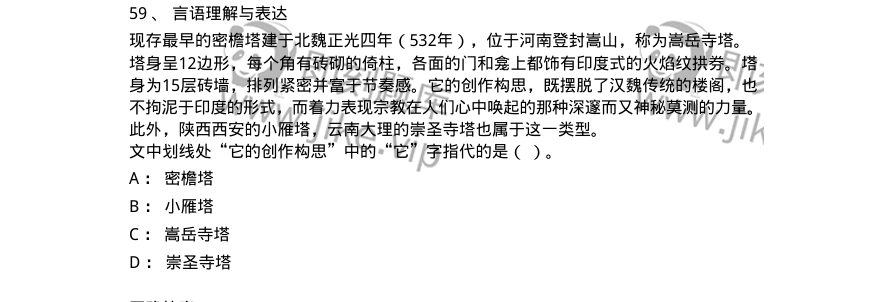 59 、 言语理解与表达
现存最早的密檐塔建于北魏正光四年（532年），位于河南登封嵩山，称为嵩岳寺塔。
塔身呈12边形，每个角有砖砌的倚柱，各面的门和龛上都饰有印度式的火焰纹拱券。塔
身为15层砖墙，排列紧密并富于节奏感。它的创作构思，既摆脱了汉魏传统的楼阁，也
不拘泥于印度的形式，而着力表现宗教在人们心中唤起的那种深邃而又神秘莫测的力量。
此外，陕西西安的小雁塔，云南大理的崇圣寺塔也属于这一类型。
文中划线处“它的创作构思”中的“它”字指代的是（ ）。
A： 密檐塔
B： 小雁塔
C： 嵩岳寺塔
D： 崇圣寺塔